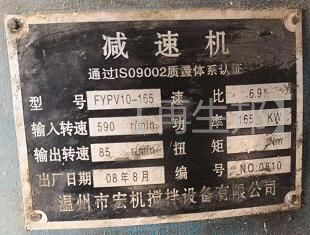 减速机
通过ISO9002质量体系认证
型号 FYPV10-165 速比 6.9
输入转速 590 r/min 功率 165 KW
输出转速 85 r/min 扭矩 Nm
出厂日期 08年8月 编号 NO:0810
温州市宏机搅拌设备有限公司